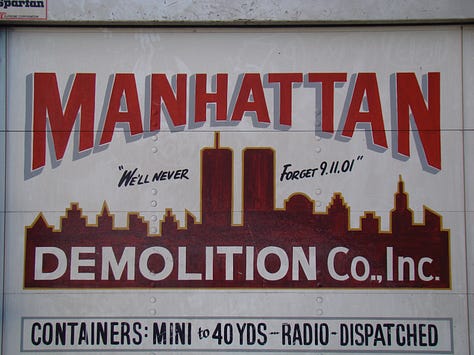 Spartan
MANHATTAN
"WE'LL NEVER FORGET 9.11.01"
DEMOLITION Co., Inc.
CONTAINERS: MINI to 40 YDS - RADIO - DISPATCHED